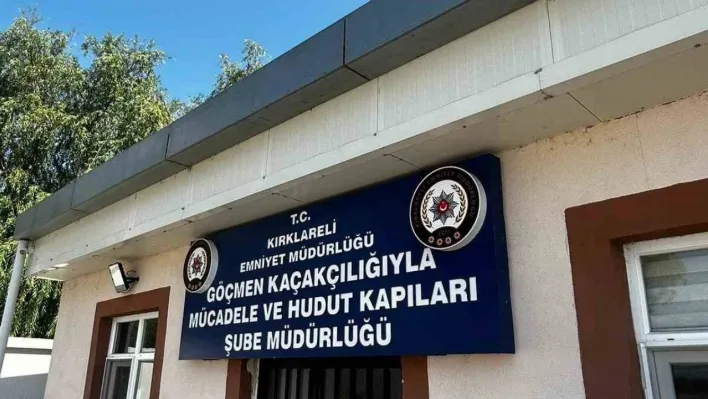 T.C.
KIRKLARELİ
EMNİYET MÜDÜRLÜĞÜ
GÖÇMEN KAÇAKÇILIĞIYLA
MÜCADELE VE HUDUT KAPILARI
ŞUBE MÜDÜRLÜĞÜ